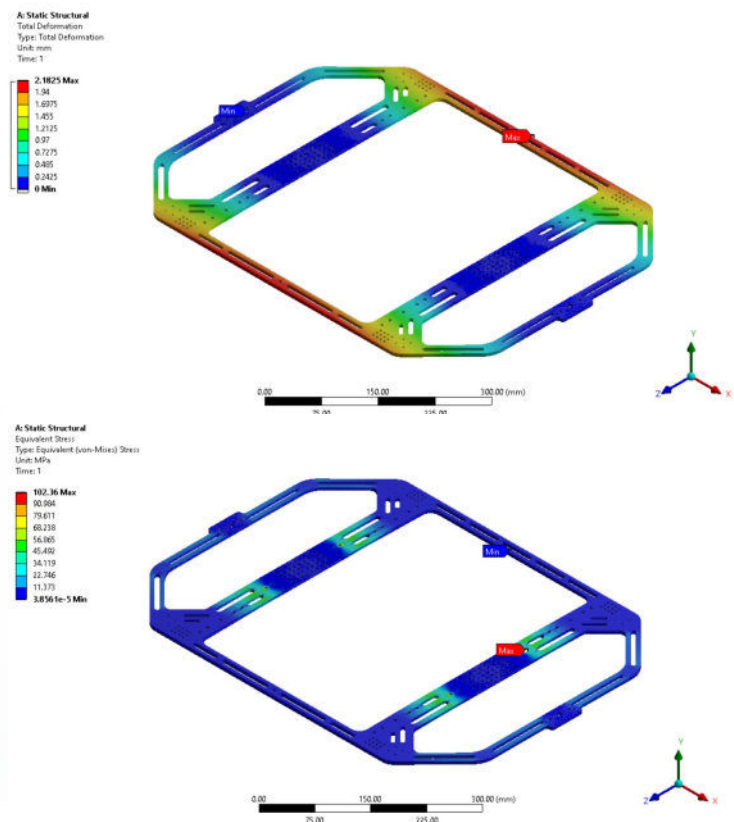 A: Static Structural
Total Deformation
Type: Total Deformation
Unit: mm
Time: 1
2.1825 Max
1.94
1.6975
1.455
1.2125
0.97
0.7275
0.485
0.2425
0 Min
Min
Max
Y
Z
X
0.00 150.00 300.00 (mm)
75.00 225.00
A: Static Structural
Equivalent Stress
Type: Equivalent (von-Mises) Stress
Unit: MPa
Time: 1
102.36 Max
90.984
79.611
68.238
56.865
45.492
34.119
22.746
11.373
3.8561e-5 Min
Min
Max
Y
Z
X
0.00 150.00 300.00 (mm)
75.00 225.00